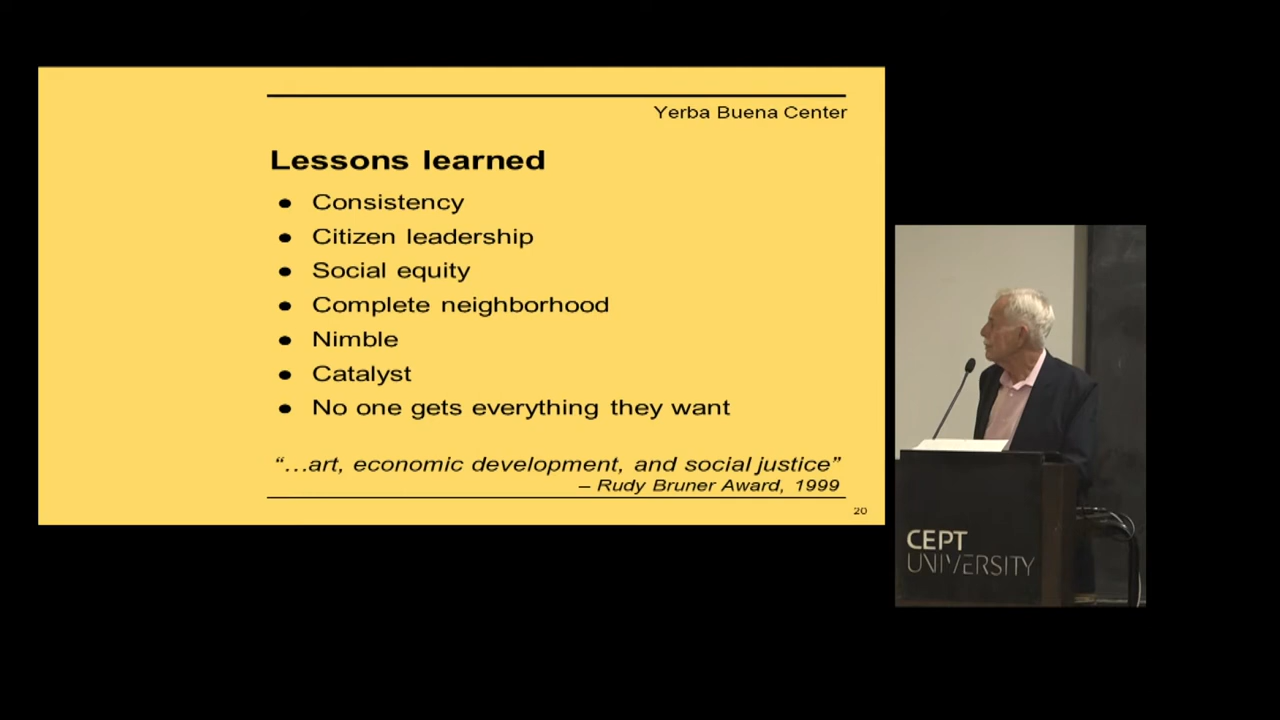 Yerba Buena Center
Lessons learned
● Consistency
● Citizen leadership
● Social equity
● Complete neighborhood
● Nimble
● Catalyst
● No one gets everything they want
“…art, economic development, and social justice”
– Rudy Bruner Award, 1999
20
CEPT
UNIVERSITY